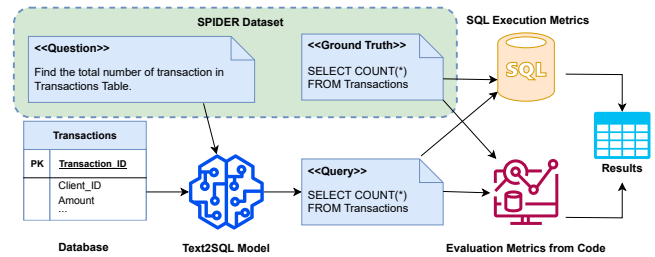 SPIDER Dataset
SQL Execution Metrics
<<Question>>
Find the total number of transaction in
Transactions Table.
<<Ground Truth>>
SELECT COUNT(*)
FROM Transactions
SQL
Transactions
PK
Transaction_ID
Client_ID
Amount
...
<<Query>>
SELECT COUNT(*)
FROM Transactions
Results
Database
Text2SQL Model
Evaluation Metrics from Code